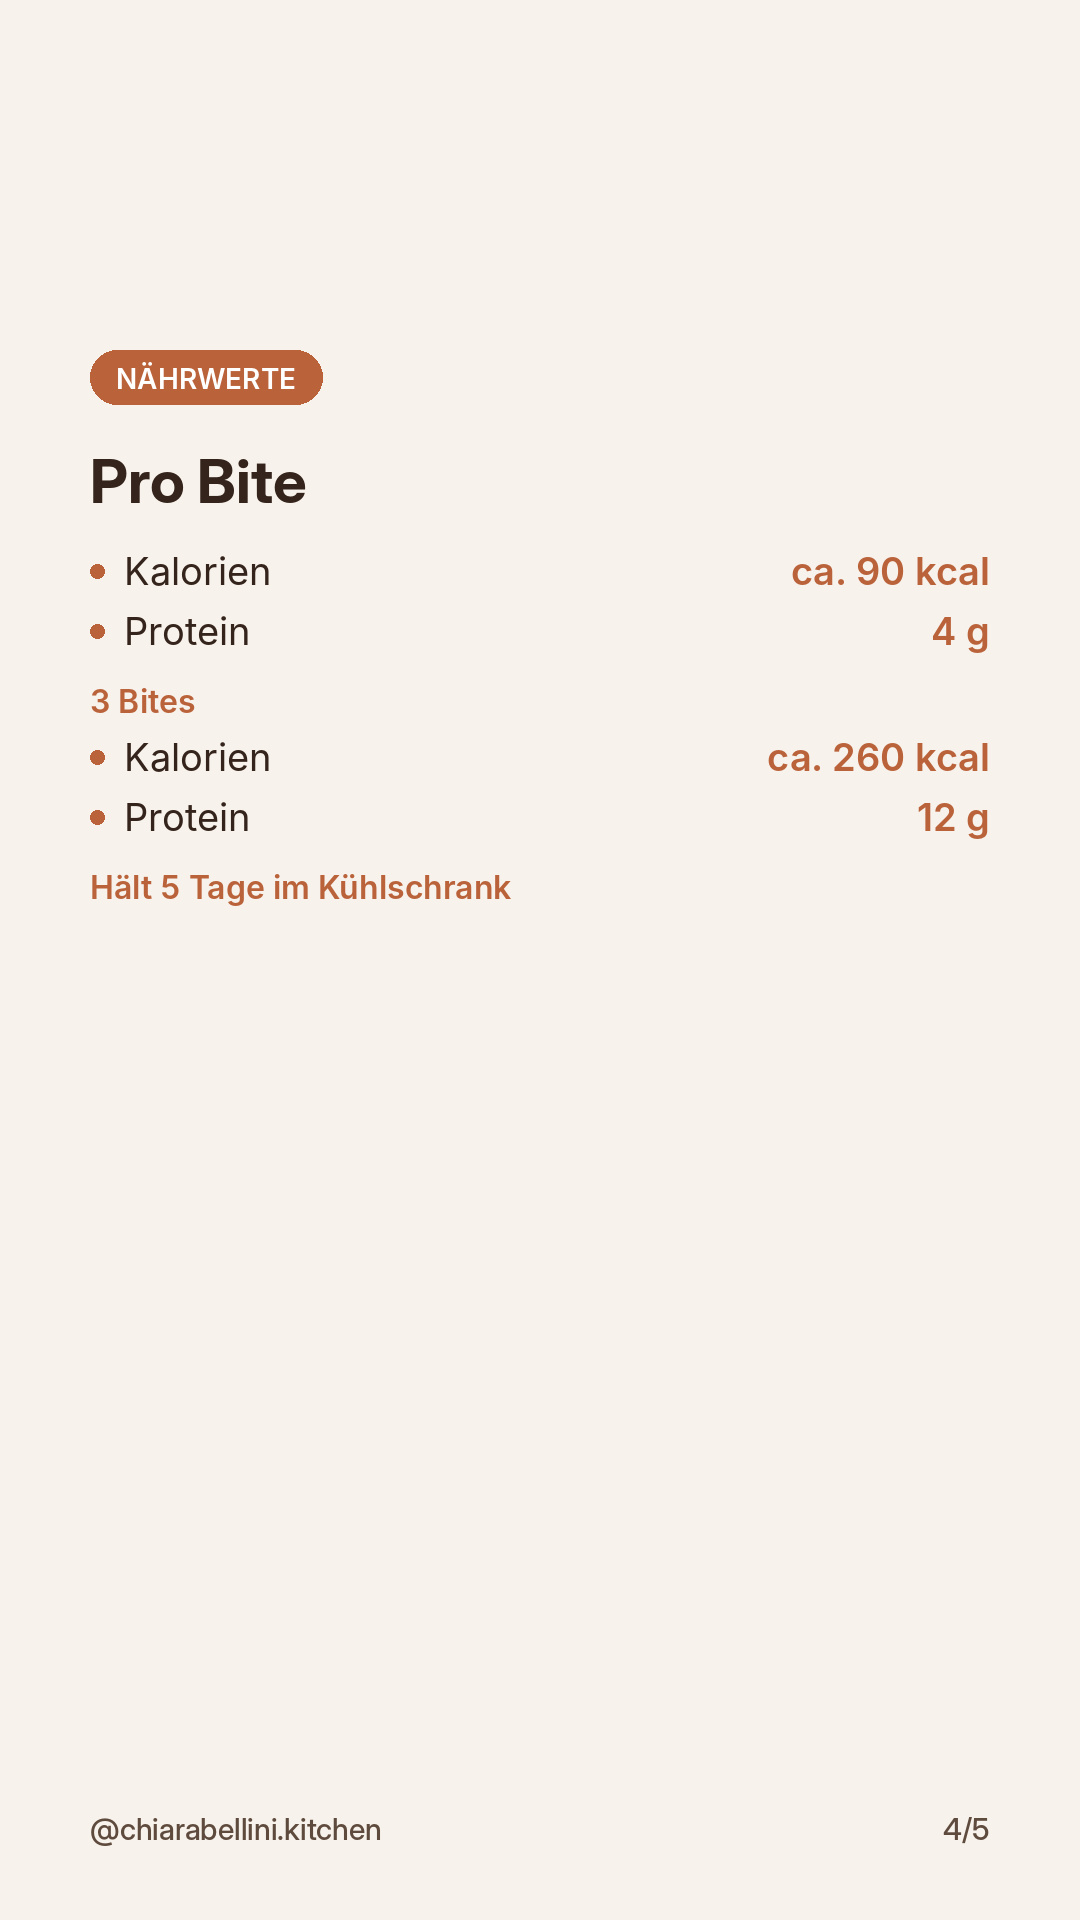 NÄHRWERTE
Pro Bite
• Kalorien ca. 90 kcal
• Protein 4 g
3 Bites
• Kalorien ca. 260 kcal
• Protein 12 g
Hält 5 Tage im Kühlschrank
@chiarabellini.kitchen 4/5